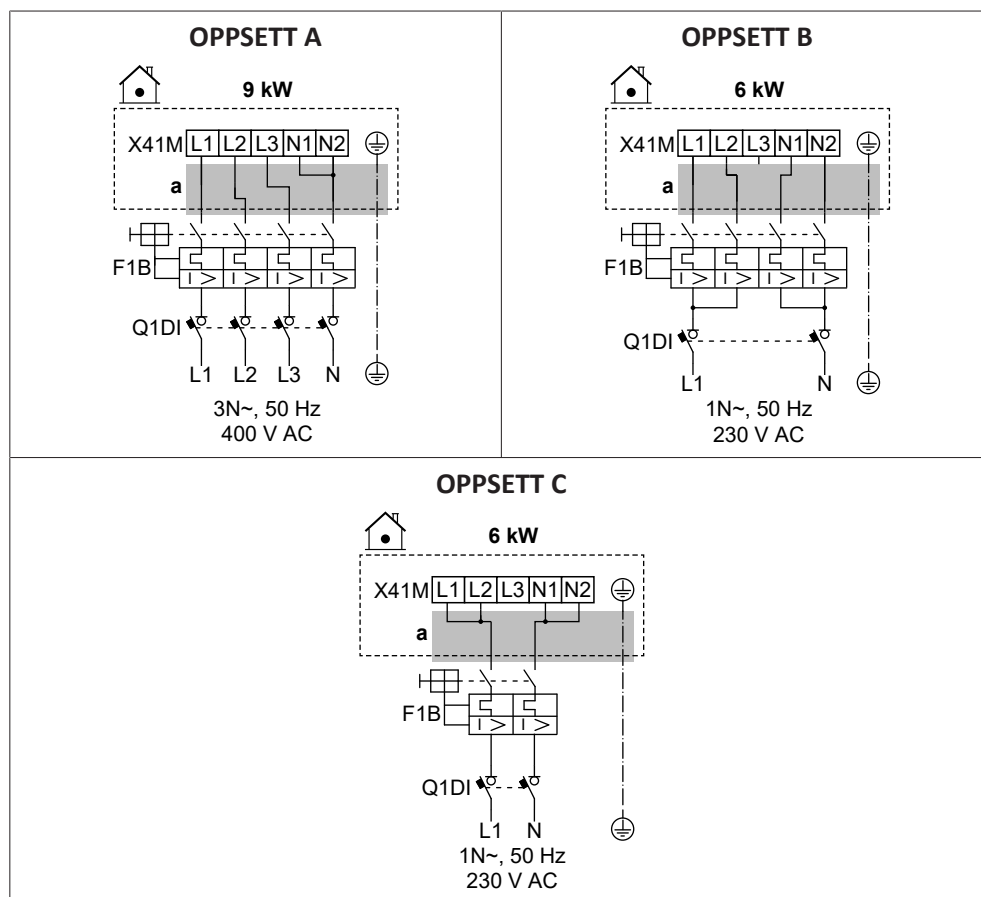 OPPSETT A
9 kW
X41M L1 L2 L3 N1 N2
a
F1B
I > I > I > I >
Q1DI
L1 L2 L3 N
3N~, 50 Hz
400 V AC
OPPSETT B
6 kW
X41M L1 L2 L3 N1 N2
a
F1B
I > I > I > I >
Q1DI
L1 N
1N~, 50 Hz
230 V AC
OPPSETT C
6 kW
X41M L1 L2 L3 N1 N2
a
F1B
I > I >
Q1DI
L1 N
1N~, 50 Hz
230 V AC